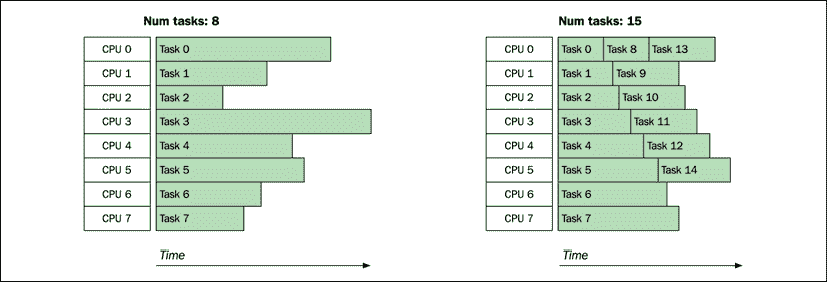 Num tasks: 8
CPU 0 Task 0
CPU 1 Task 1
CPU 2 Task 2
CPU 3 Task 3
CPU 4 Task 4
CPU 5 Task 5
CPU 6 Task 6
CPU 7 Task 7
Time
Num tasks: 15
CPU 0 Task 0 Task 8 Task 13
CPU 1 Task 1 Task 9
CPU 2 Task 2 Task 10
CPU 3 Task 3 Task 11
CPU 4 Task 4 Task 12
CPU 5 Task 5 Task 14
CPU 6 Task 6
CPU 7 Task 7
Time